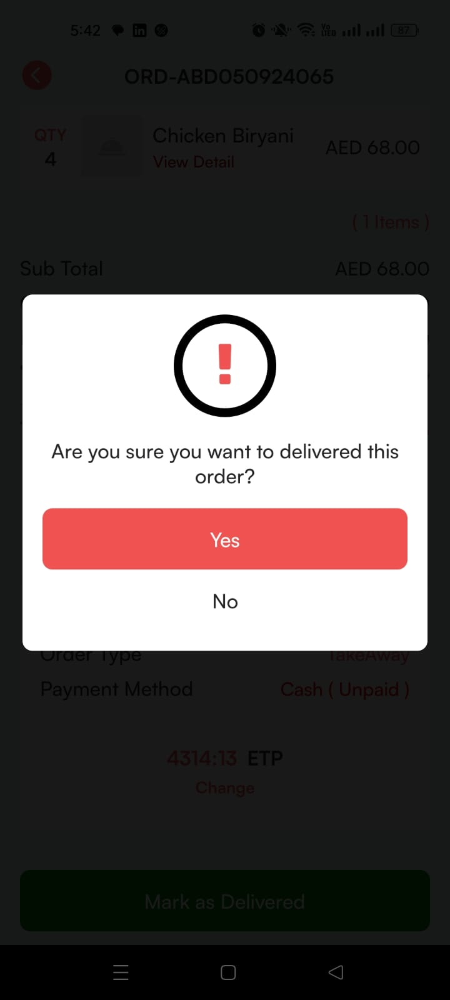 5:42
Vo
LTE
87
ORD-ABD050924065
QTY
4
Chicken Biryani
View Detail
AED 68.00
( 1 Items )
Sub Total
AED 68.00
Are you sure you want to delivered this
order?
Yes
No
Order Type
TakeAway
Payment Method
Cash ( Unpaid )
4314:13 ETP
Change
Mark as Delivered